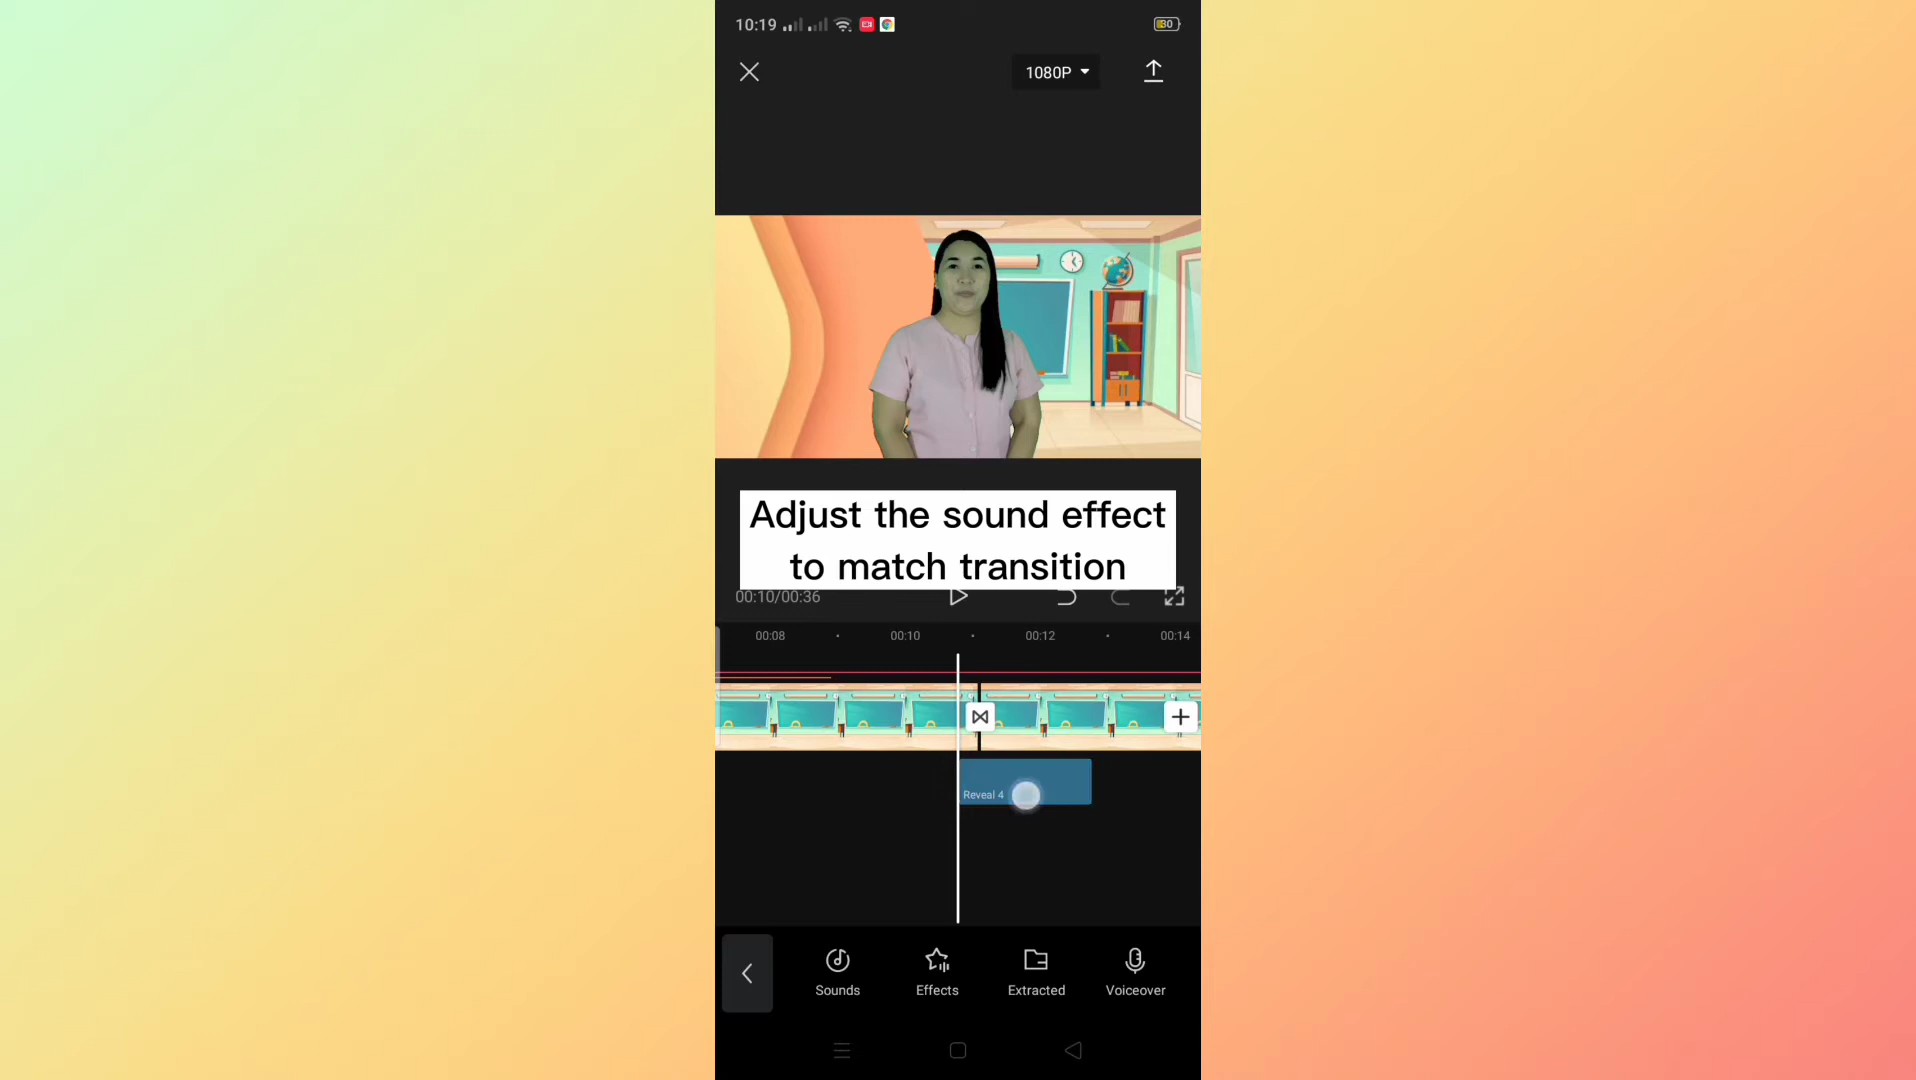 10:19
30
1080P
Adjust the sound effect
to match transition
00:10/00:36
00:08
00:10
00:12
00:14
Reveal 4
Sounds
Effects
Extracted
Voiceover